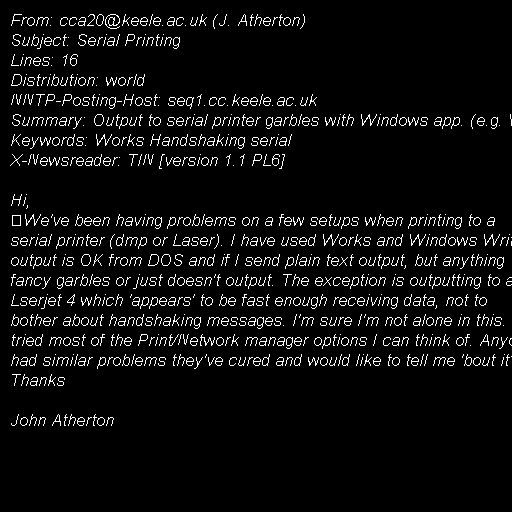 From: cca20@keele.ac.uk (J. Atherton)
Subject: Serial Printing
Lines: 16
Distribution: world
NNTP-Posting-Host: seq1.cc.keele.ac.uk
Summary: Output to serial printer garbles with Windows app. (e.g.
Keywords: Works Handshaking serial
X-Newsreader: TIN [version 1.1 PL6]

Hi,
We've been having problems on a few setups when printing to a
serial printer (dmp or Laser). I have used Works and Windows
output is OK from DOS and if I send plain text output, but anything
fancy garbles or just doesn't output. The exception is outputting to a
Lserjet 4 which 'appears' to be fast enough receiving data, not to
bother about handshaking messages. I'm sure I'm not alone in this.
tried most of the Print/Network manager options I can think of.
had similar problems they've cured and would like to tell me 'bout it
Thanks

John Atherton